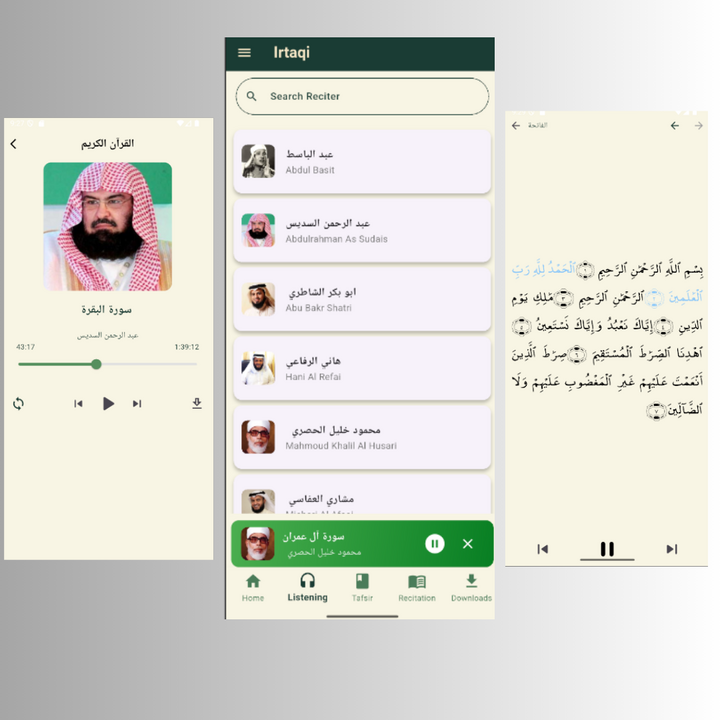 القرآن الكريم
سورة البقرة
عبد الرحمن السديس
43:17
1:39:12
Irtaqi
Search Reciter
عبد الباسط
Abdul Basit
عبد الرحمن السديس
Abdulrahman As Sudais
ابو بكر الشاطري
Abu Bakr Shatri
هاني الرفاعي
Hani Al Refai
محمود خليل الحصري
Mahmoud Khalil Al Husari
مشاري العفاسي
سورة آل عمران
محمود خليل الحصري
Home
Listening
Tafsir
Recitation
Downloads
الفاتحة
بِسْمِ ٱللَّهِ ٱلرَّحْمَٰنِ ٱلرَّحِيمِ ١ ٱلْحَمْدُ لِلَّهِ رَبِّ
ٱلْعَٰلَمِينَ ٢ ٱلرَّحْمَٰنِ ٱلرَّحِيمِ ٣ مَٰلِكِ يَوْمِ
ٱلدِّينِ ٤ إِيَّاكَ نَعْبُدُ وَإِيَّاكَ نَسْتَعِينُ ٥
ٱهْدِنَا ٱلصِّرَٰطَ ٱلْمُسْتَقِيمَ ٦ صِرَٰطَ ٱلَّذِينَ
أَنْعَمْتَ عَلَيْهِمْ غَيْرِ ٱلْمَغْضُوبِ عَلَيْهِمْ وَلَا
ٱلضَّآلِّينَ ٧